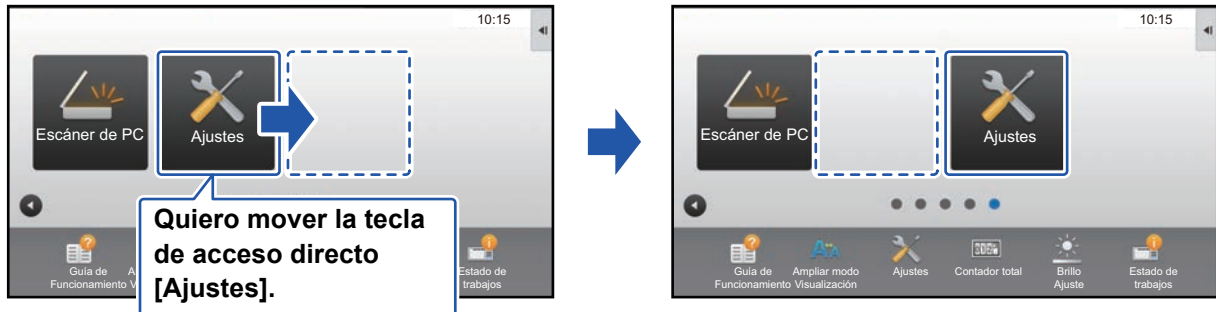 10:15
Escáner de PC
Ajustes
Quiero mover la tecla
de acceso directo
[Ajustes].
Guía de
Funcionamiento
A
V
Estado de
trabajos
10:15
Escáner de PC
Ajustes
Guía de
Funcionamiento
Ampliar modo
Visualización
Ajustes
Contador total
Brillo
Ajuste
Estado de
trabajos